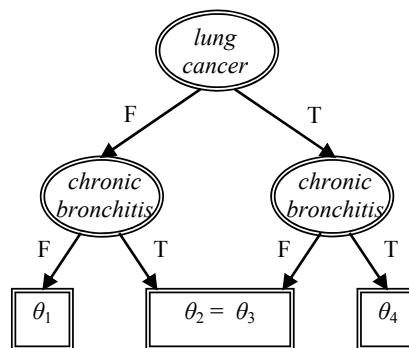 lung
cancer
F
T
chronic
bronchitis
chronic
bronchitis
F
T
F
T
θ1
θ2 = θ3
θ4